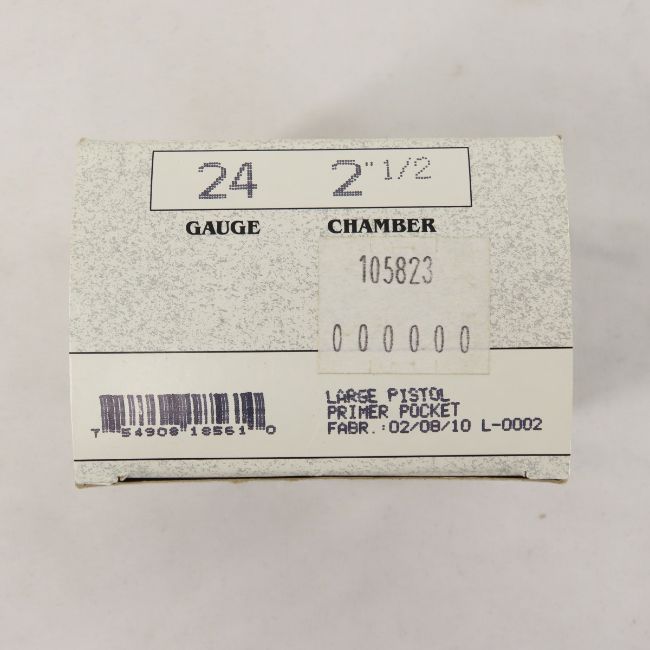 24 2" 1/2
GAUGE CHAMBER
105823
000000
LARGE PISTOL
PRIMER POCKET
FABR.:02/08/10 L-0002
7 54908 18561 0